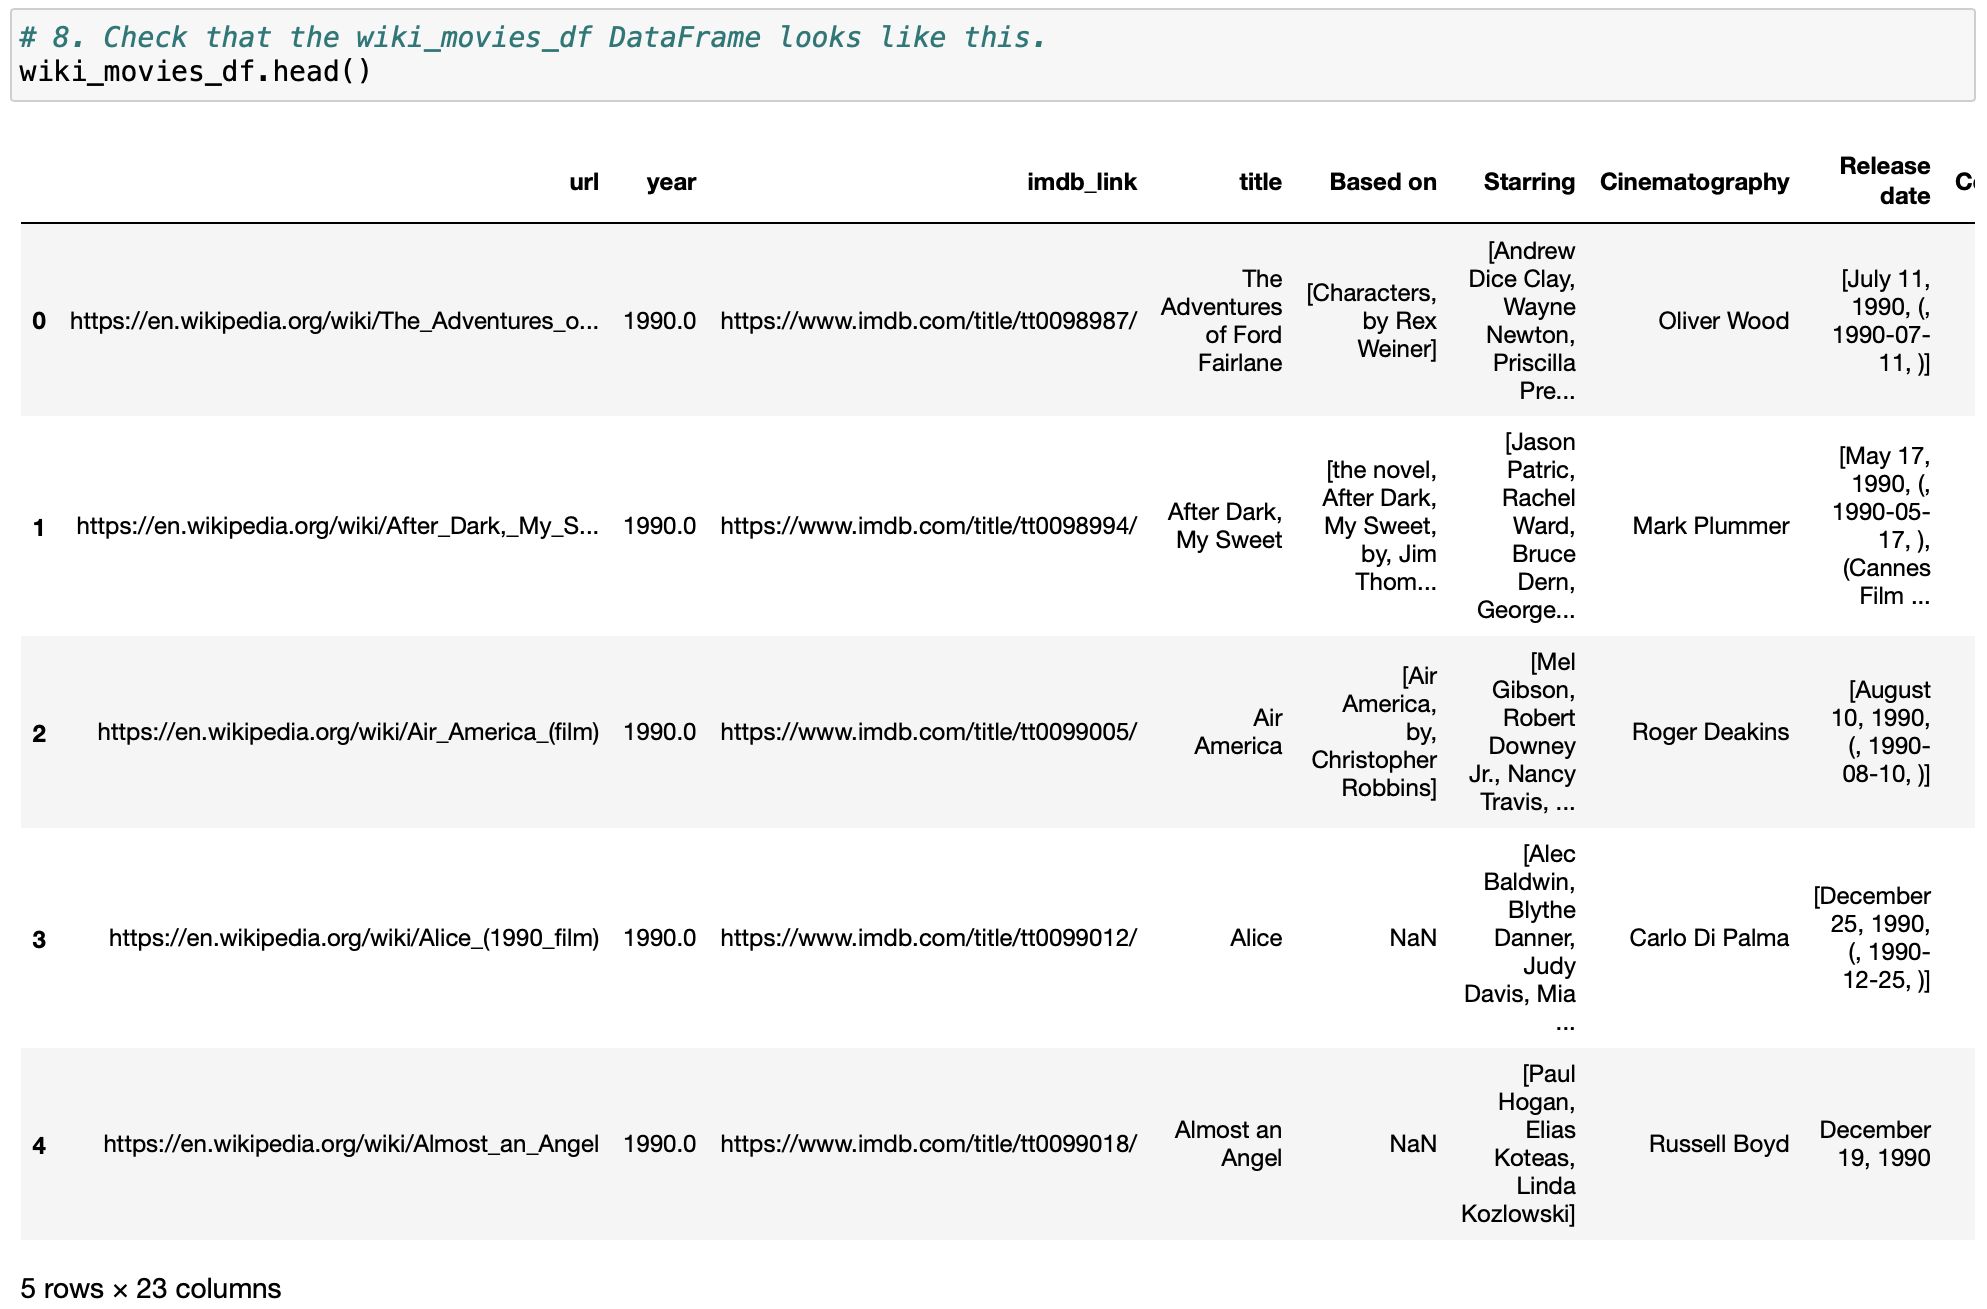 # 8. Check that the wiki_movies_df DataFrame looks like this.
wiki_movies_df.head()
url year imdb_link title Based on Starring Cinematography Release date
0 https://en.wikipedia.org/wiki/The_Adventures_o... 1990.0 https://www.imdb.com/title/tt0098987/ The Adventures of Ford Fairlane [Characters, by Rex Weiner] [Andrew Dice Clay, Wayne Newton, Priscilla Pre... Oliver Wood [July 11, 1990, (, 1990-07-11, )]
1 https://en.wikipedia.org/wiki/After_Dark,_My_S... 1990.0 https://www.imdb.com/title/tt0098994/ After Dark, My Sweet [the novel, After Dark, My Sweet, by, Jim Thom... [Jason Patric, Rachel Ward, Bruce Dern, George... Mark Plummer [May 17, 1990, (, 1990-05-17, ), (Cannes Film ...
2 https://en.wikipedia.org/wiki/Air_America_(film) 1990.0 https://www.imdb.com/title/tt0099005/ Air America [Air America, by, Christopher Robbins] [Mel Gibson, Robert Downey Jr., Nancy Travis, ... Roger Deakins [August 10, 1990, (, 1990-08-10, )]
3 https://en.wikipedia.org/wiki/Alice_(1990_film) 1990.0 https://www.imdb.com/title/tt0099012/ Alice NaN [Alec Baldwin, Blythe Danner, Judy Davis, Mia ... Carlo Di Palma [December 25, 1990, (, 1990-12-25, )]
4 https://en.wikipedia.org/wiki/Almost_an_Angel 1990.0 https://www.imdb.com/title/tt0099018/ Almost an Angel NaN [Paul Hogan, Elias Koteas, Linda Kozlowski] Russell Boyd December 19, 1990
5 rows × 23 columns